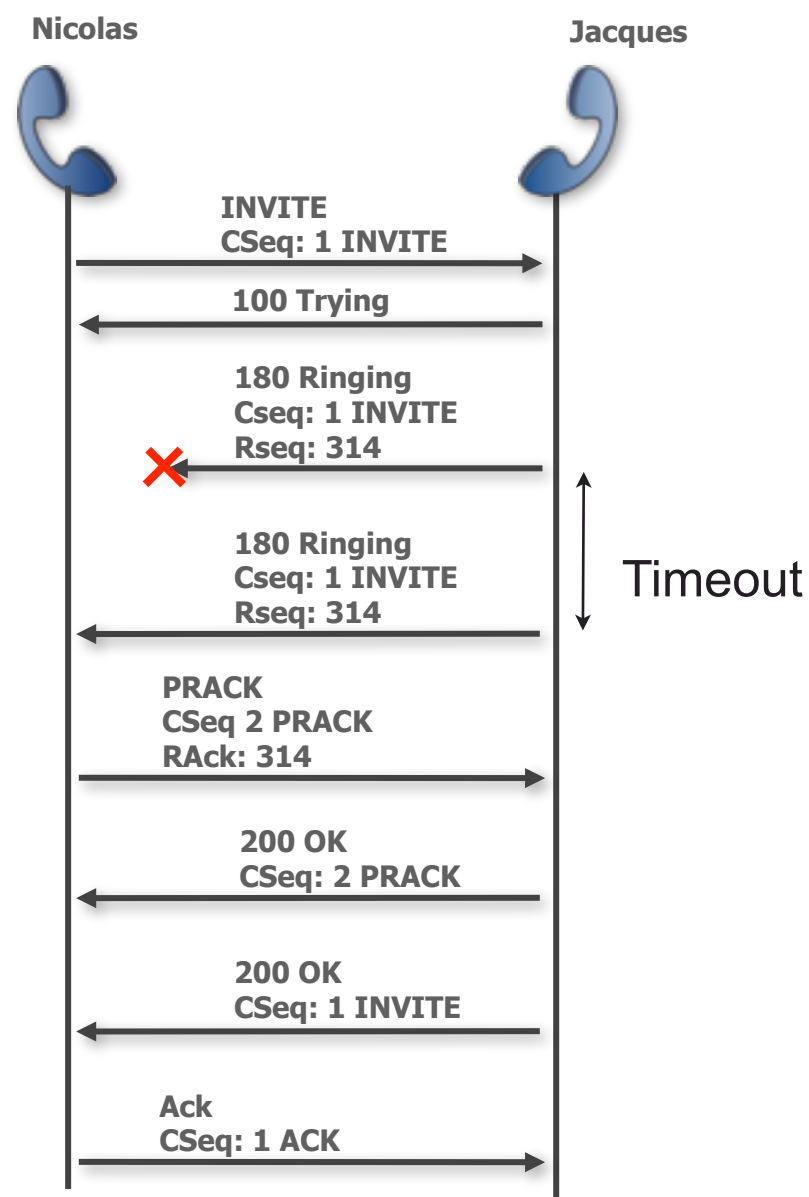 Nicolas
Jacques
INVITE
CSeq: 1 INVITE
100 Trying
180 Ringing
Cseq: 1 INVITE
Rseq: 314
180 Ringing
Cseq: 1 INVITE
Rseq: 314
Timeout
PRACK
CSeq 2 PRACK
RAck: 314
200 OK
CSeq: 2 PRACK
200 OK
CSeq: 1 INVITE
Ack
CSeq: 1 ACK